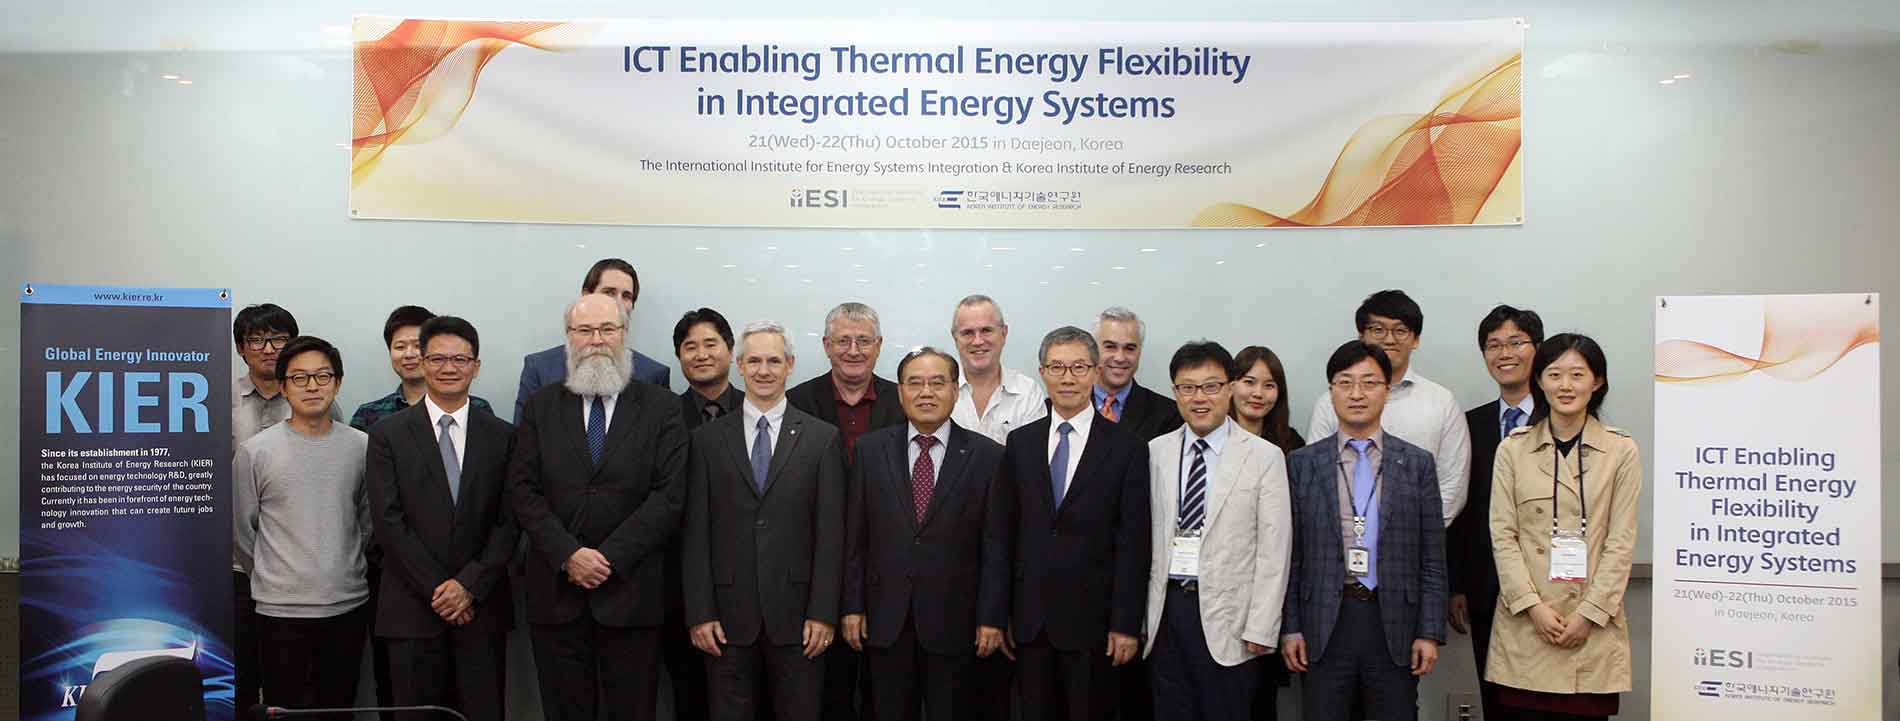 ICT Enabling Thermal Energy Flexibility
in Integrated Energy Systems
21(Wed)-22(Thu) October 2015 in Daejeon, Korea
The International Institute for Energy Systems Integration & Korea Institute of Energy Research
iiESI
한국에너지기술연구원
KOREA INSTITUTE OF ENERGY RESEARCH
www.kier.re.kr
Global Energy Innovator
KIER
Since its establishment in 1977,
the Korea Institute of Energy Research (KIER)
has focused on energy technology R&D, greatly
contributing to the energy security of the country.
Currently it has been in forefront of energy tech-
nology innovation that can create future jobs
and growth.
ICT Enabling
Thermal Energy
Flexibility
in Integrated
Energy Systems
21(Wed)-22(Thu) October 2015
in Daejeon, Korea
iiESI
한국에너지기술연구원
KOREA INSTITUTE OF ENERGY RESEARCH